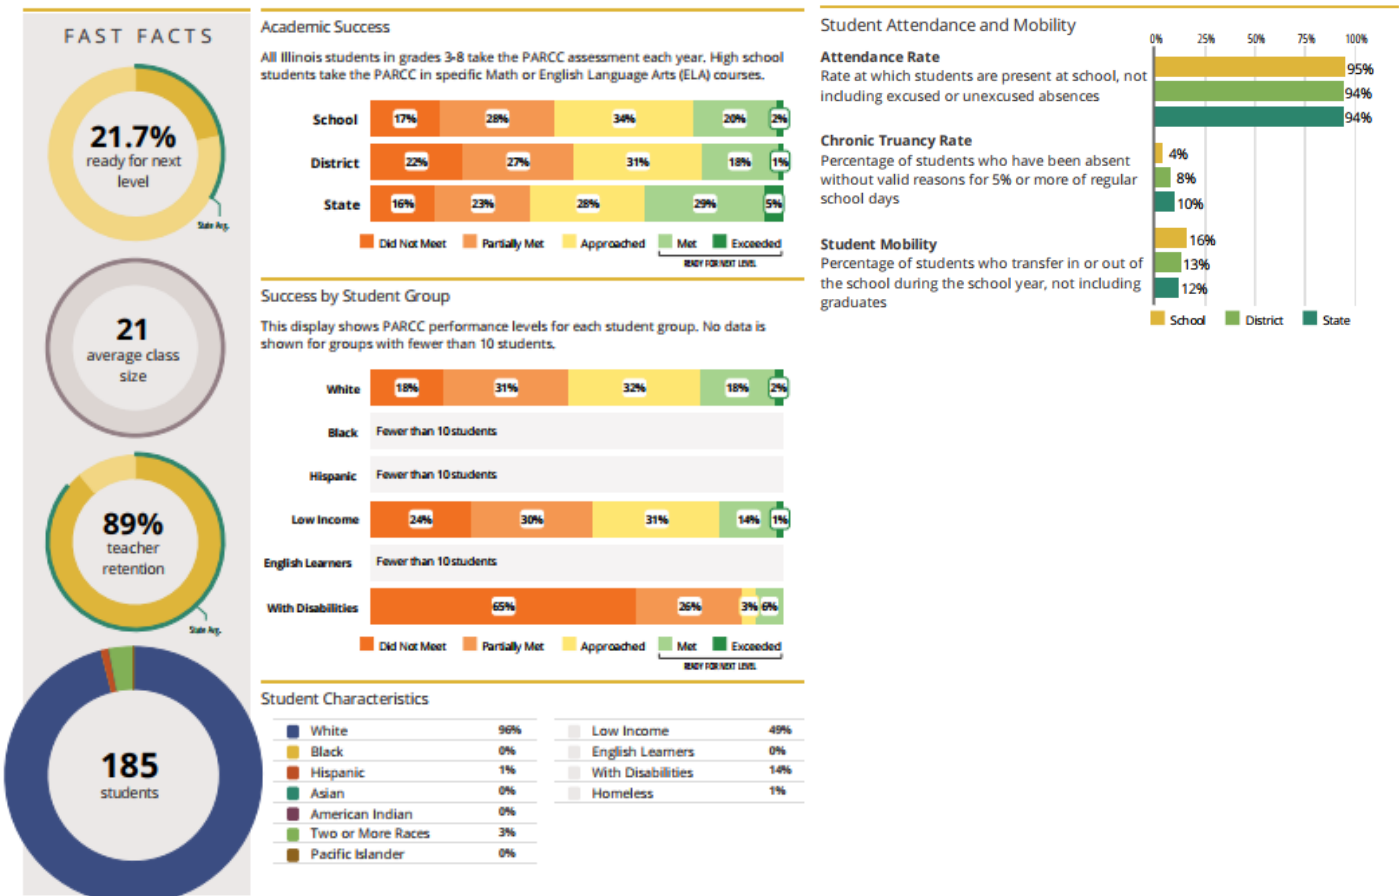 FAST FACTS
21.7%
ready for next
level
State Avg.
21
average class
size
89%
teacher
retention
State Avg.
185
students
Academic Success
All Illinois students in grades 3-8 take the PARCC assessment each year. High school
students take the PARCC in specific Math or English Language Arts (ELA) courses.
School 17% 28% 34% 20% 2%
District 22% 27% 31% 18% 1%
State 16% 23% 28% 29% 5%
Did Not Meet Partially Met Approached Met Exceeded
READY FOR NEXT LEVEL
Success by Student Group
This display shows PARCC performance levels for each student group. No data is
shown for groups with fewer than 10 students.
White 18% 31% 32% 18% 2%
Black Fewer than 10 students
Hispanic Fewer than 10 students
Low Income 24% 30% 31% 14% 1%
English Learners Fewer than 10 students
With Disabilities 65% 26% 3% 6%
Did Not Meet Partially Met Approached Met Exceeded
READY FOR NEXT LEVEL
Student Characteristics
White 96%
Black 0%
Hispanic 1%
Asian 0%
American Indian 0%
Two or More Races 3%
Pacific Islander 0%
Low Income 49%
English Learners 0%
With Disabilities 14%
Homeless 1%
Student Attendance and Mobility
0% 25% 50% 75% 100%
Attendance Rate
Rate at which students are present at school, not
including excused or unexcused absences
95%
94%
94%
Chronic Truancy Rate
Percentage of students who have been absent
without valid reasons for 5% or more of regular
school days
4%
8%
10%
Student Mobility
Percentage of students who transfer in or out of
the school during the school year, not including
graduates
16%
13%
12%
School District State